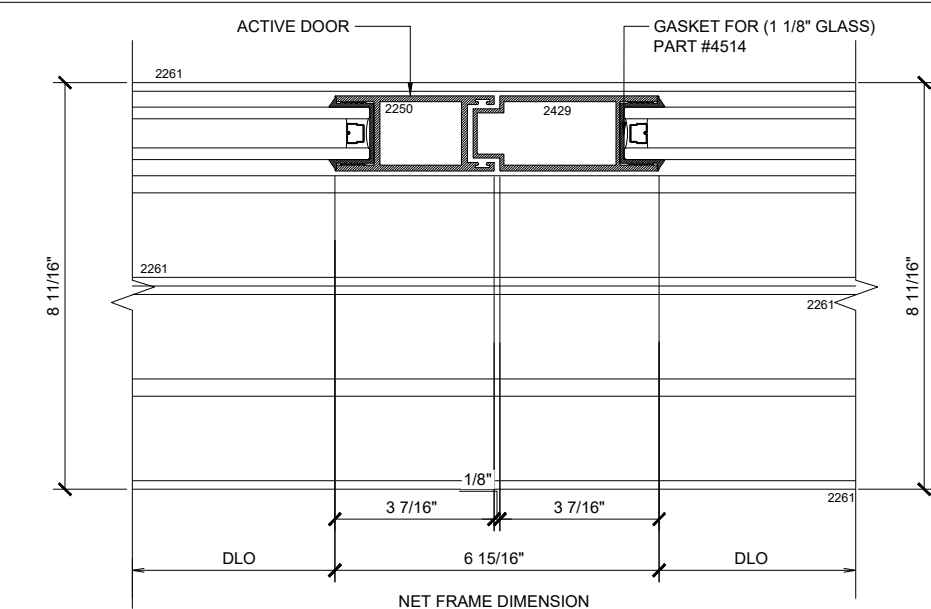 ACTIVE DOOR
GASKET FOR (1 1/8" GLASS)
PART #4514
2261
2250
2429
2261
2261
8 11/16"
8 11/16"
1/8"
2261
3 7/16"
3 7/16"
DLO
6 15/16"
DLO
NET FRAME DIMENSION